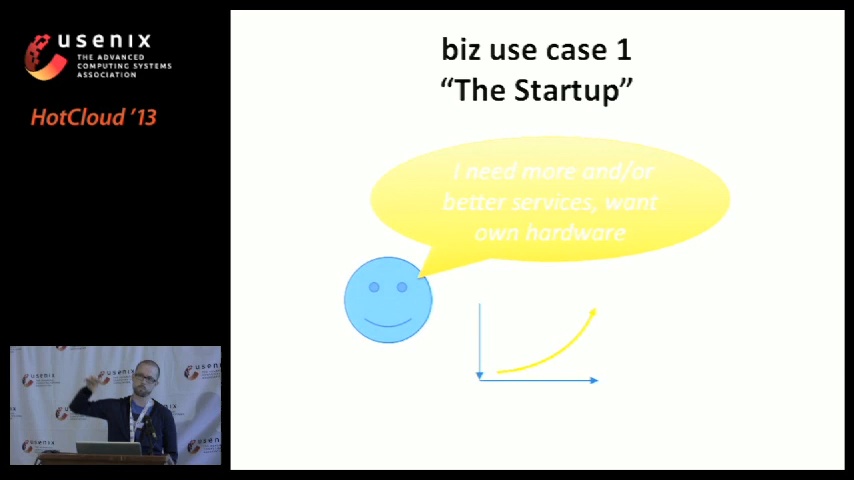 usenix
THE ADVANCED
COMPUTING SYSTEMS
ASSOCIATION
HotCloud '13
biz use case 1
“The Startup”
I need more and/or
better services, want
own hardware